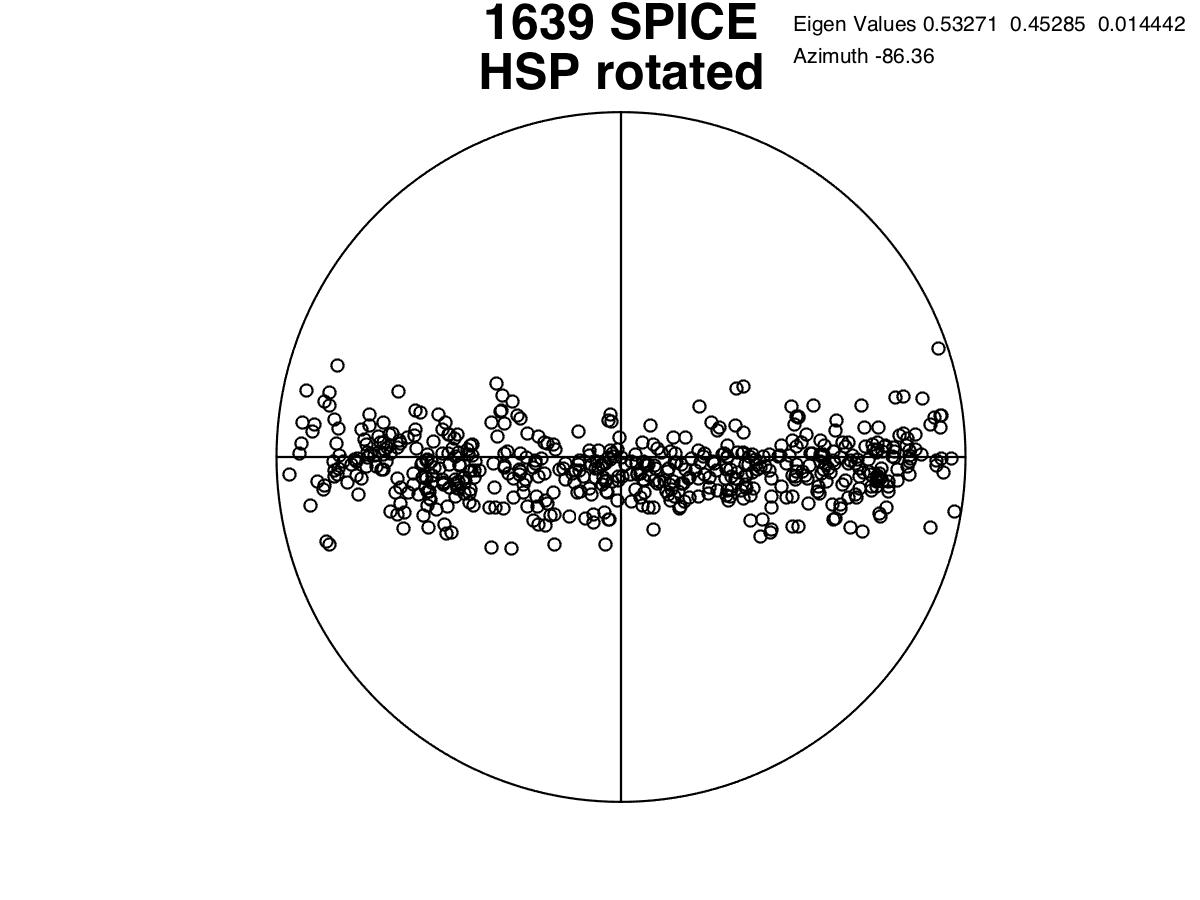 1639 SPICE
HSP rotated
Eigen Values 0.53271  0.45285  0.014442
Azimuth -86.36